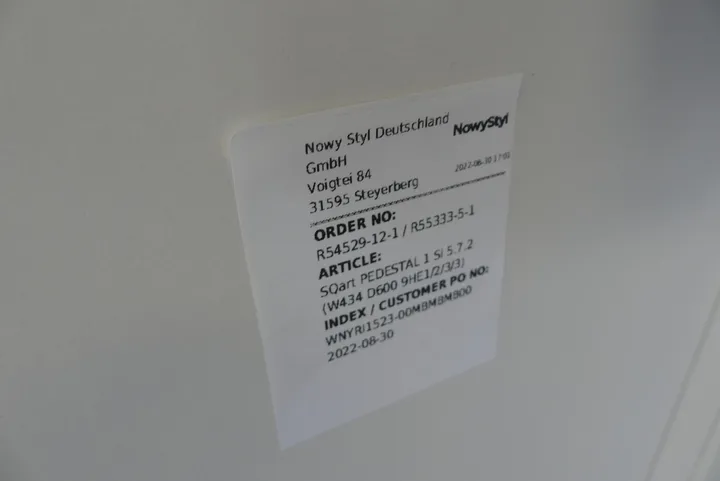 Nowy Styl Deutschland
GmbH
NowyStyl
Voigtei 84
31595 Steyerberg
ORDER NO:
R54529-12-1 / R55333-5-1
ARTICLE:
SQart PEDESTAL 1 SI 5.7.2
(W434 D600 9HE1/2/3/3)
INDEX / CUSTOMER PO NO:
WNYRI1523-00MBMBMB00
2022-08-30